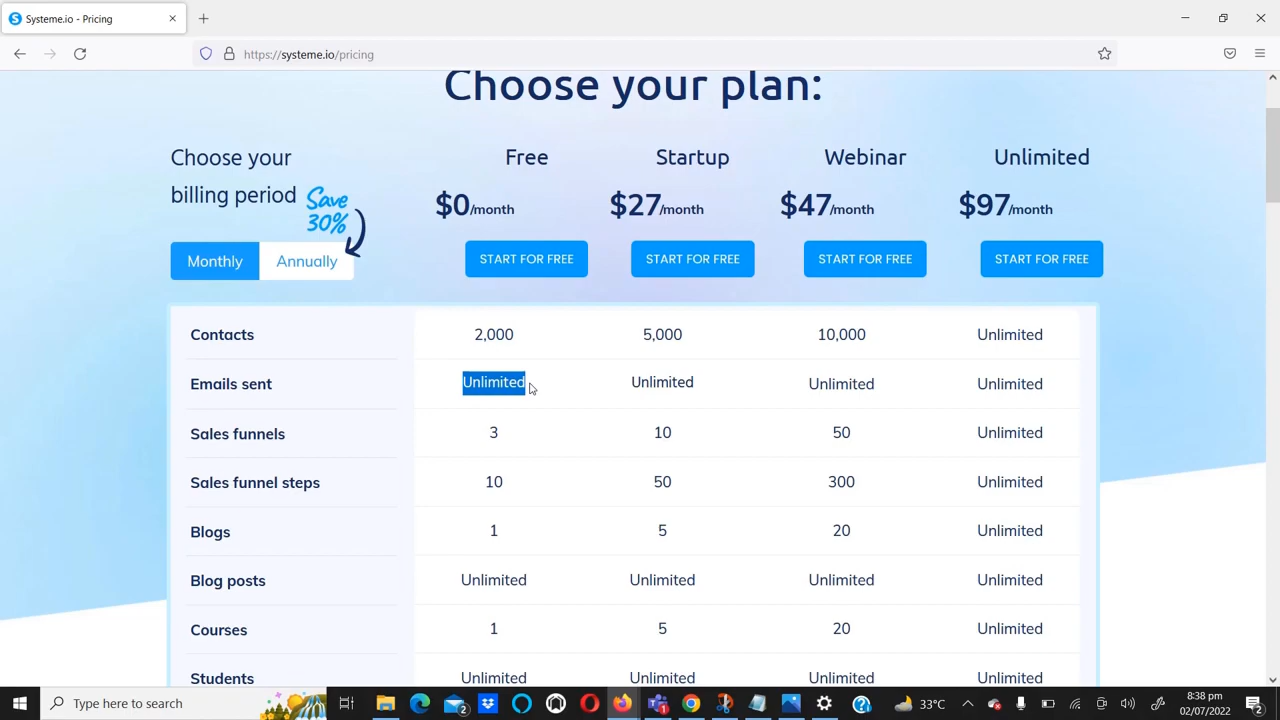 Systeme.io - Pricing
https://systeme.io/pricing
Choose your plan:
Choose your
billing period
Save
30%
Monthly Annually
Free Startup Webinar Unlimited
$0/month $27/month $47/month $97/month
START FOR FREE START FOR FREE START FOR FREE START FOR FREE
Contacts 2,000 5,000 10,000 Unlimited
Emails sent Unlimited Unlimited Unlimited Unlimited
Sales funnels 3 10 50 Unlimited
Sales funnel steps 10 50 300 Unlimited
Blogs 1 5 20 Unlimited
Blog posts Unlimited Unlimited Unlimited Unlimited
Courses 1 5 20 Unlimited
Students Unlimited Unlimited Unlimited Unlimited
Type here to search
2
1
33°C
8:38 pm
02/07/2022
2